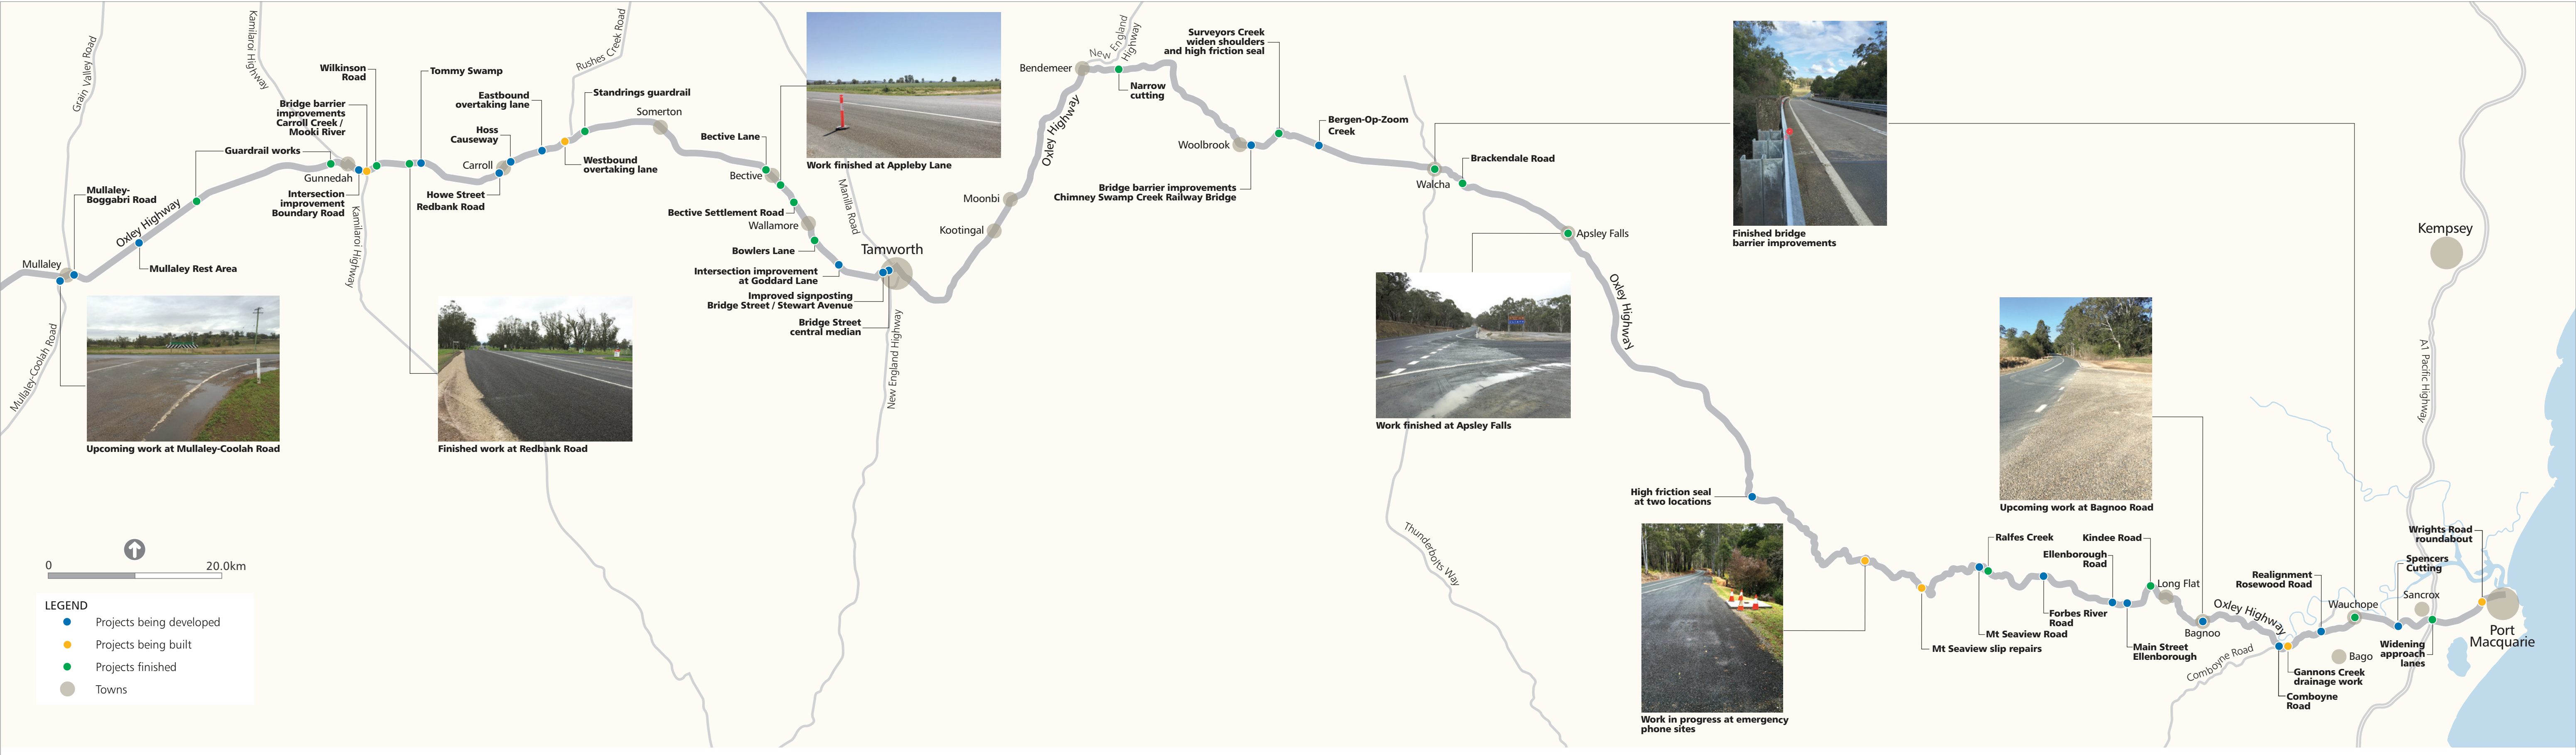 Grain Valley Road
Kamilaroi Highway
Rushes Creek Road
Wilkinson
Road
Tommy Swamp
Bridge barrier
improvements
Carroll Creek /
Mooki River
Eastbound
overtaking lane
Standrings guardrail
Somerton
Hoss
Causeway
Guardrail works
Carroll
Westbound
overtaking lane
Gunnedah
Intersection
improvement
Boundary Road
Kamilaroi Highway
Howe Street
Redbank Road
Mullaley-
Boggabri Road
Oxley Highway
Mullaley
Mullaley Rest Area
Mullaley-Coolah Road
Upcoming work at Mullaley-Coolah Road
Finished work at Redbank Road
Bective Lane
Bective
Work finished at Appleby Lane
Manilla Road
Bective Settlement Road
Wallamore
Bowlers Lane
Tamworth
Intersection improvement
at Goddard Lane
Improved signposting
Bridge Street / Stewart Avenue
Bridge Street
central median
New England Highway
Kootingal
Moonbi
Oxley Highway
Bendemeer
New England
Highway
Narrow
cutting
Surveyors Creek
widen shoulders
and high friction seal
Woolbrook
Bergen-Op-Zoom
Creek
Bridge barrier improvements
Chimney Swamp Creek Railway Bridge
Walcha
Brackendale Road
Apsley Falls
Work finished at Apsley Falls
Oxley Highway
Finished bridge
barrier improvements
Thunderbolts Way
High friction seal
at two locations
Work in progress at emergency
phone sites
Mt Seaview slip repairs
Mt Seaview Road
Ralfes Creek
Forbes River
Road
Ellenborough
Road
Main Street
Ellenborough
Kindee Road
Long Flat
Upcoming work at Bagnoo Road
Bagnoo
Oxley Highway
Comboyne Road
Gannons Creek
drainage work
Comboyne
Road
Realignment
Rosewood Road
Wauchope
Bago
Spencers
Cutting
Sancrox
Widening
approach
lanes
Wrights Road
roundabout
Port
Macquarie
Kempsey
A1 Pacific Highway
0 20.0km
LEGEND
Projects being developed
Projects being built
Projects finished
Towns